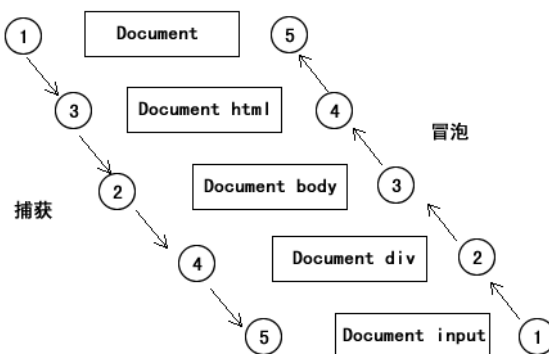 1 Document 5
3 Document html 4
冒泡
2 Document body 3
捕获
4 Document div 2
5 Document input 1